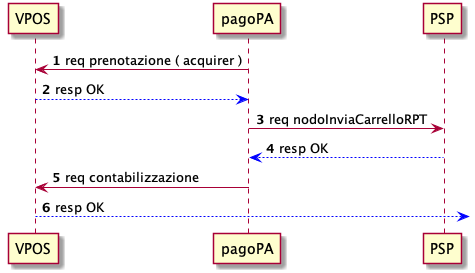 VPOS pagoPA PSP
1 req prenotazione ( acquirer )
2 resp OK
3 req nodoInviaCarrelloRPT
4 resp OK
5 req contabilizzazione
6 resp OK
VPOS pagoPA PSP